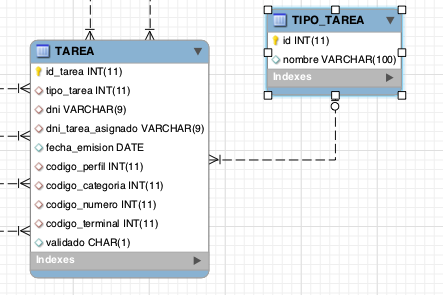 TIPO_TAREA
id INT(11)
nombre VARCHAR(100)
Indexes
TAREA
id_tarea INT(11)
tipo_tarea INT(11)
dni VARCHAR(9)
dni_tarea_asignado VARCHAR(9)
fecha_emision DATE
codigo_perfil INT(11)
codigo_categoria INT(11)
codigo_numero INT(11)
codigo_terminal INT(11)
validado CHAR(1)
Indexes